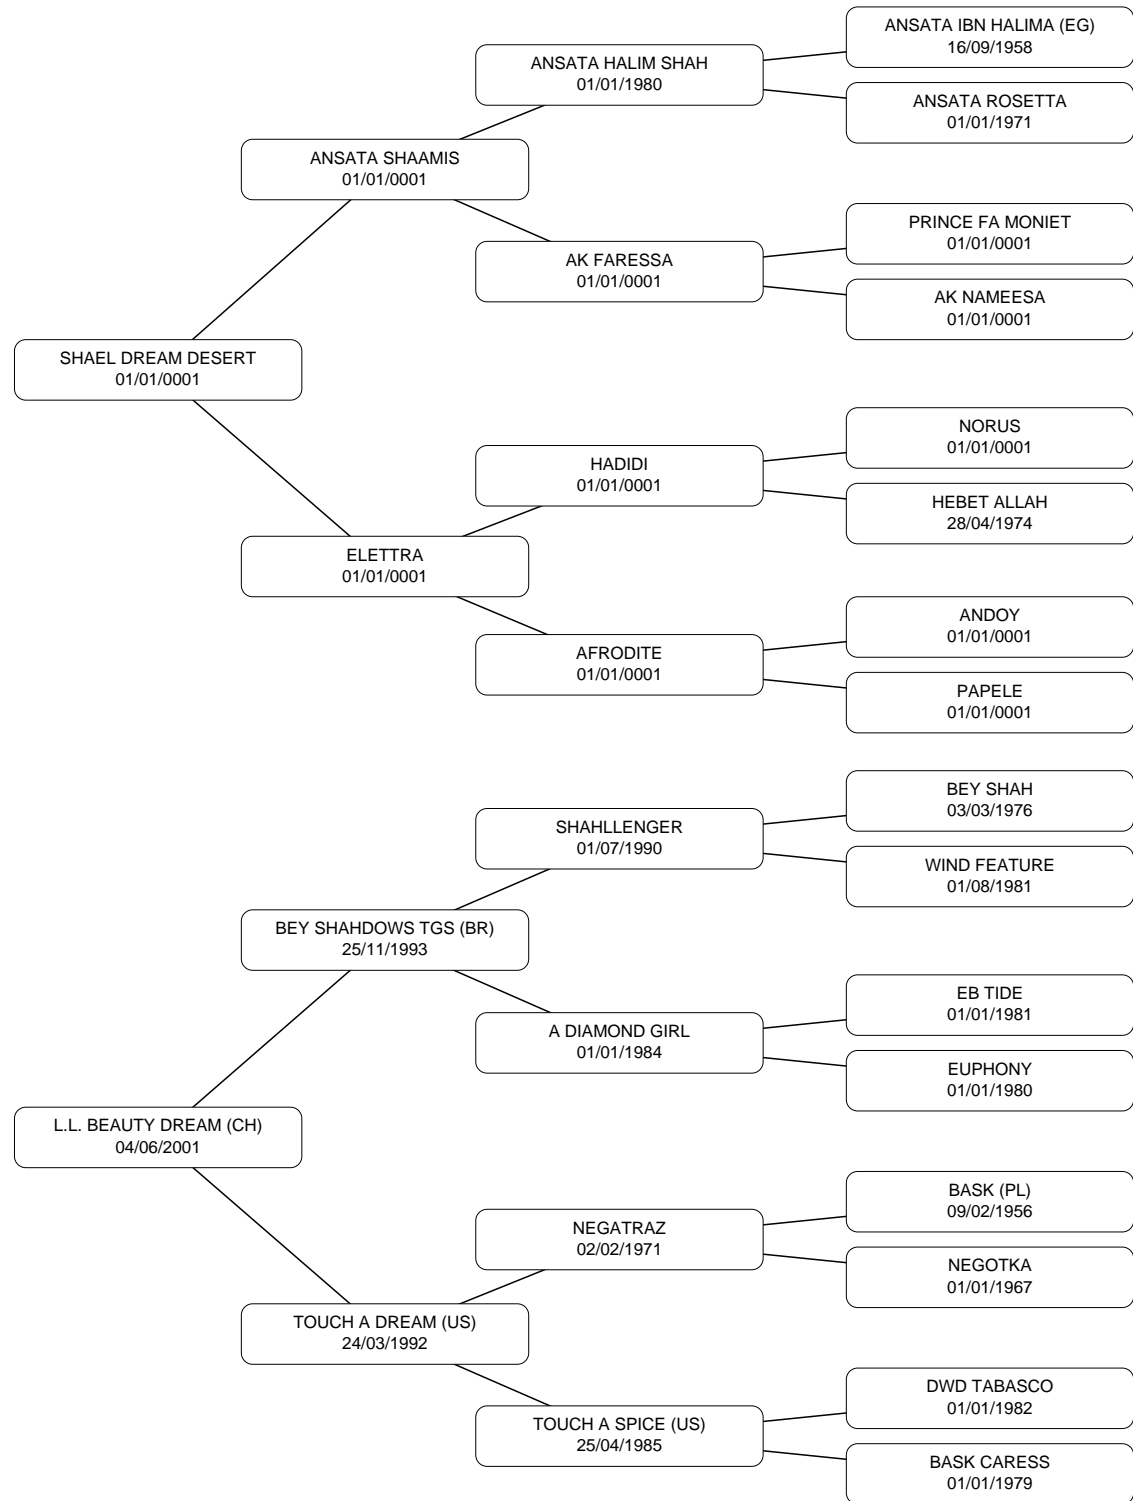 ANSATA IBN HALIMA (EG)
16/09/1958
ANSATA HALIM SHAH
01/01/1980
ANSATA ROSETTA
01/01/1971
ANSATA SHAAMIS
01/01/0001
PRINCE FA MONIET
01/01/0001
AK FARESSA
01/01/0001
AK NAMEESA
01/01/0001
SHAEL DREAM DESERT
01/01/0001
NORUS
01/01/0001
HADIDI
01/01/0001
HEBET ALLAH
28/04/1974
ELETTRA
01/01/0001
ANDOY
01/01/0001
AFRODITE
01/01/0001
PAPELE
01/01/0001
BEY SHAH
03/03/1976
SHAHLLENGER
01/07/1990
WIND FEATURE
01/08/1981
BEY SHAHDOWS TGS (BR)
25/11/1993
EB TIDE
01/01/1981
A DIAMOND GIRL
01/01/1984
EUPHONY
01/01/1980
L.L. BEAUTY DREAM (CH)
04/06/2001
BASK (PL)
09/02/1956
NEGATRAZ
02/02/1971
NEGOTKA
01/01/1967
TOUCH A DREAM (US)
24/03/1992
DWD TABASCO
01/01/1982
TOUCH A SPICE (US)
25/04/1985
BASK CARESS
01/01/1979